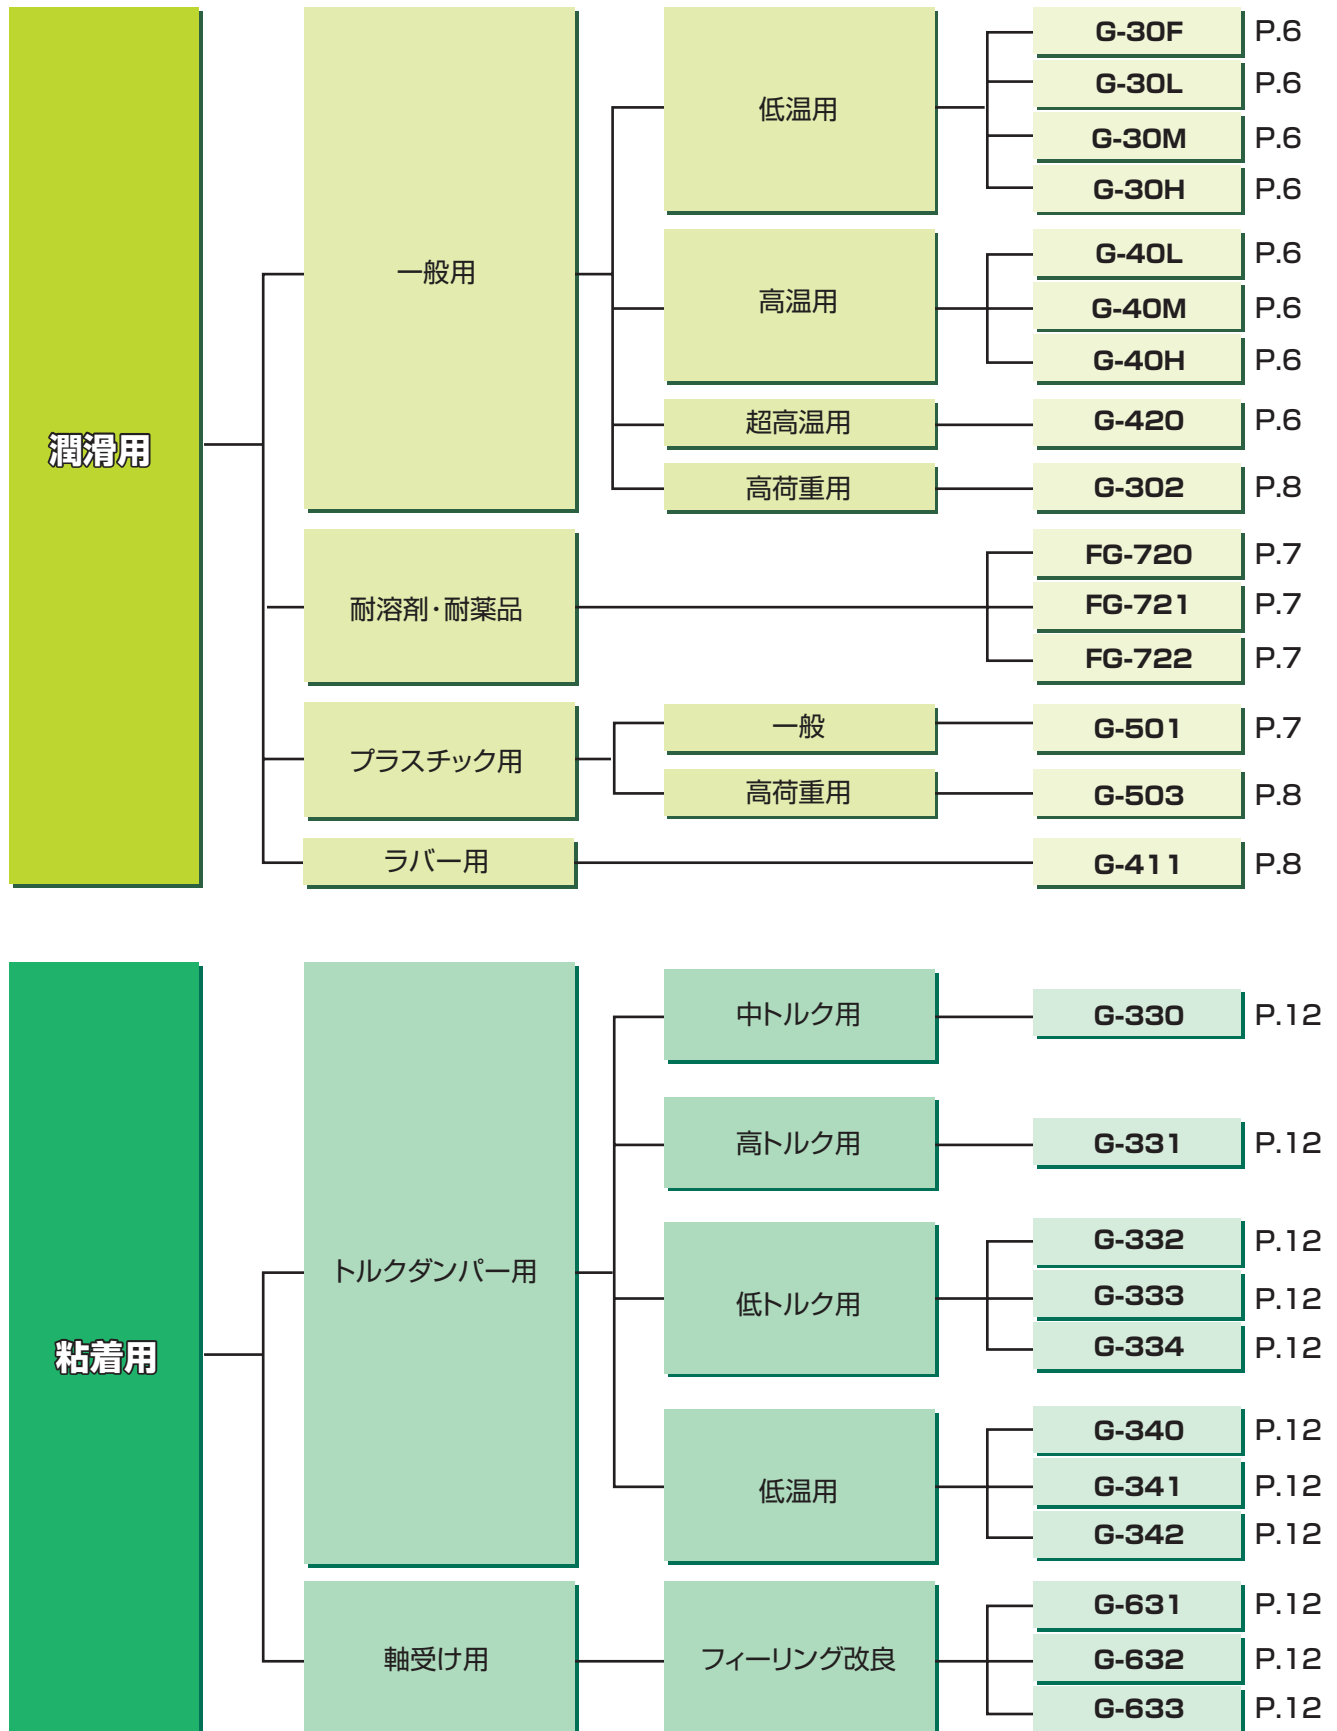 潤滑用
一般用
低温用
G-30F P.6
G-30L P.6
G-30M P.6
G-30H P.6
高温用
G-40L P.6
G-40M P.6
G-40H P.6
超高温用
G-420 P.6
高荷重用
G-302 P.8
耐溶剤・耐薬品
FG-720 P.7
FG-721 P.7
FG-722 P.7
プラスチック用
一般
G-501 P.7
高荷重用
G-503 P.8
ラバー用
G-411 P.8
粘着用
トルクダンパー用
中トルク用
G-330 P.12
高トルク用
G-331 P.12
低トルク用
G-332 P.12
G-333 P.12
G-334 P.12
低温用
G-340 P.12
G-341 P.12
G-342 P.12
軸受け用
フィーリング改良
G-631 P.12
G-632 P.12
G-633 P.12